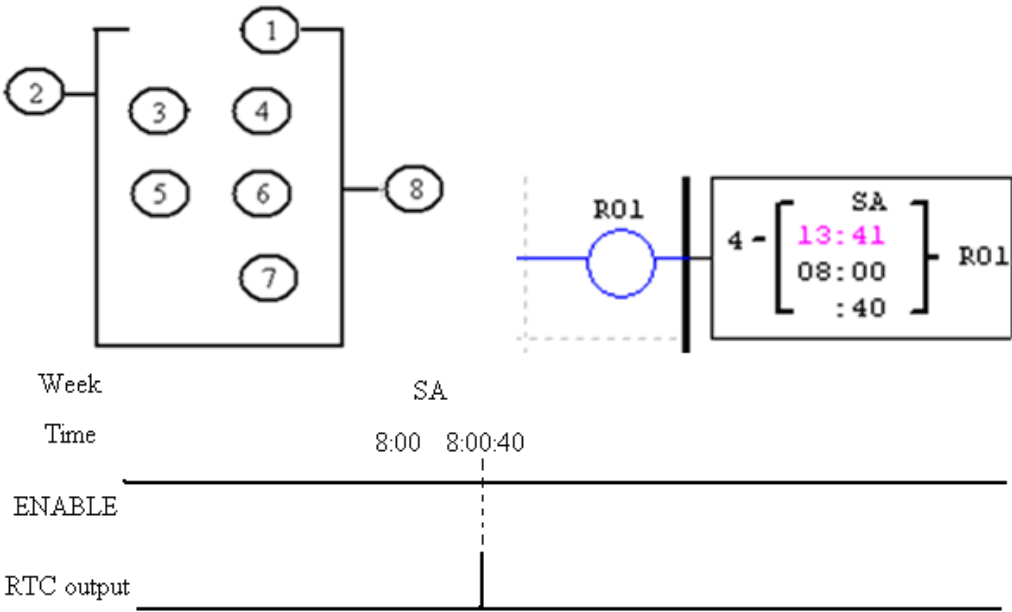 1
2
3 4
5 6
8
7
R01
SA
4 - 13:41
08:00
:40
R01
Week SA
Time 8:00 8:00:40
ENABLE
RTC output